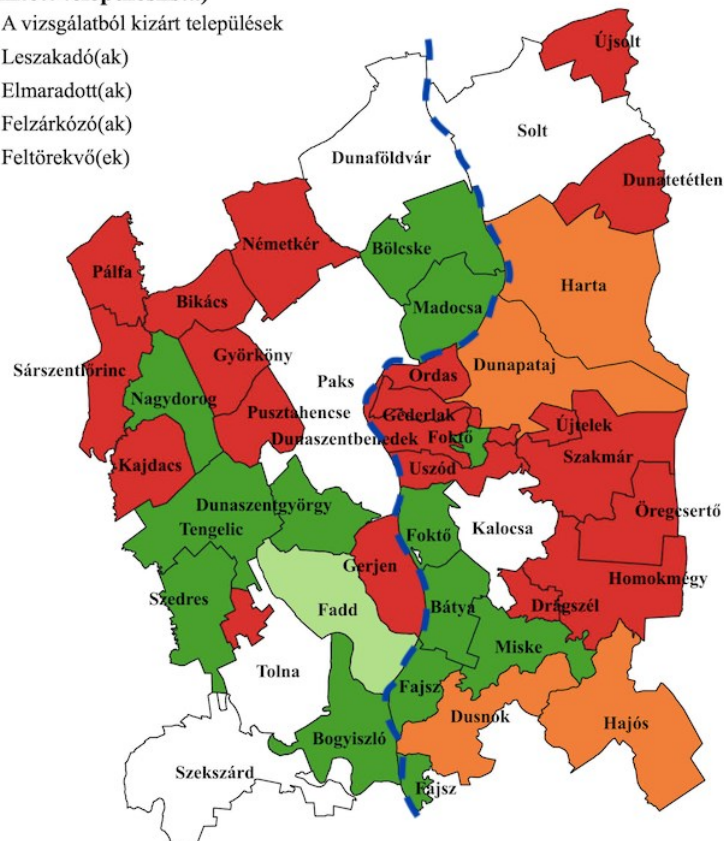 A vizsgálatból kizárt települések
Leszakadó(ak)
Elmaradott(ak)
Felzárkózó(ak)
Feltörekvő(ek)
Újsolt
Solt
Dunaföldvár
Dunatetétlen
Németkér
Bölcske
Pálfa
Harta
Bikács
Madocsa
Györköny
Sárszentlőrinc
Dunapataj
Ordas
Paks
Nagydorog
Pusztahencse
Géderlak
Újtelek
Dunaszentbenedek
Foktő
Szakmár
Kajdacs
Uszód
Dunaszentgyörgy
Öregcsertő
Tengelic
Foktő
Kalocsa
Gerjen
Homokmégy
Szedres
Fadd
Bátya
Drágszél
Miske
Tolna
Fajsz
Dusnok
Hajós
Bogyiszló
Szekszárd
Fajsz